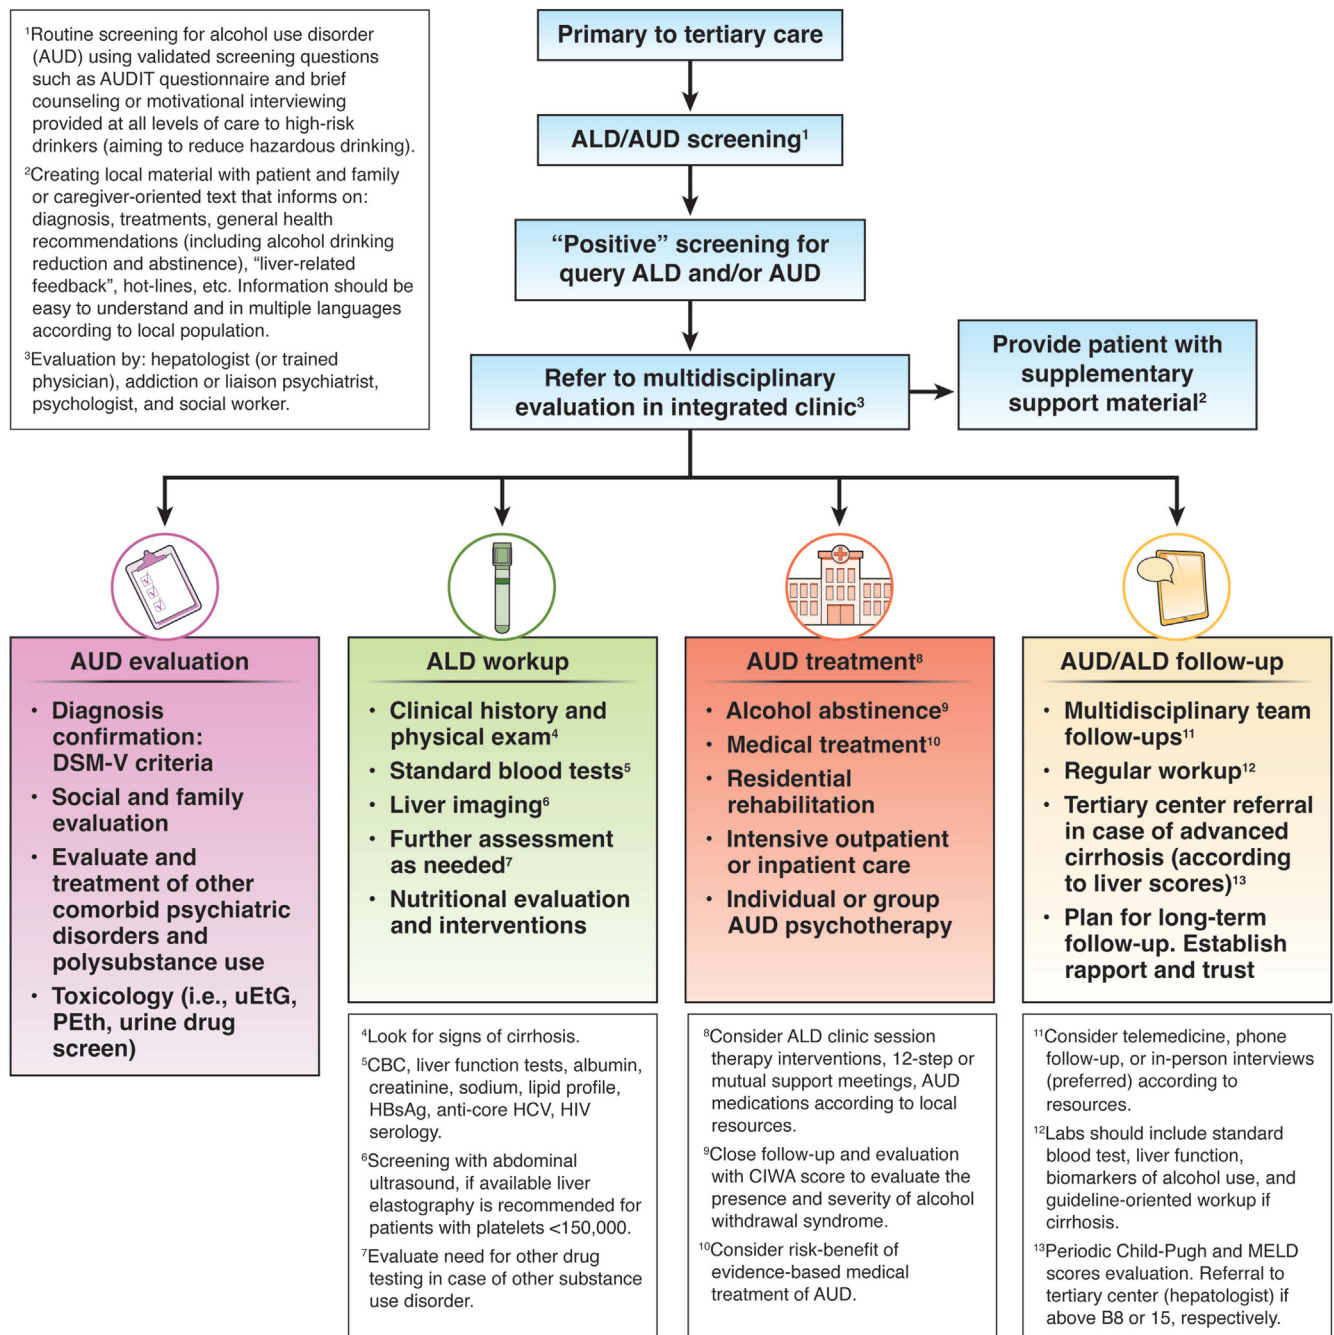 ¹Routine screening for alcohol use disorder
(AUD) using validated screening questions
such as AUDIT questionnaire and brief
counseling or motivational interviewing
provided at all levels of care to high-risk
drinkers (aiming to reduce hazardous drinking).
²Creating local material with patient and family
or caregiver-oriented text that informs on:
diagnosis, treatments, general health
recommendations (including alcohol drinking
reduction and abstinence), “liver-related
feedback”, hot-lines, etc. Information should be
easy to understand and in multiple languages
according to local population.
³Evaluation by: hepatologist (or trained
physician), addiction or liaison psychiatrist,
psychologist, and social worker.
Primary to tertiary care
ALD/AUD screening¹
“Positive” screening for
query ALD and/or AUD
Refer to multidisciplinary
evaluation in integrated clinic³
Provide patient with
supplementary
support material²
AUD evaluation
• Diagnosis
confirmation:
DSM-V criteria
• Social and family
evaluation
• Evaluate and
treatment of other
comorbid psychiatric
disorders and
polysubstance use
• Toxicology (i.e., uEtG,
PEth, urine drug
screen)
ALD workup
• Clinical history and
physical exam⁴
• Standard blood tests⁵
• Liver imaging⁶
• Further assessment
as needed⁷
• Nutritional evaluation
and interventions
⁴Look for signs of cirrhosis.
⁵CBC, liver function tests, albumin,
creatinine, sodium, lipid profile,
HBsAg, anti-core HCV, HIV
serology.
⁶Screening with abdominal
ultrasound, if available liver
elastography is recommended for
patients with platelets <150,000.
⁷Evaluate need for other drug
testing in case of other substance
use disorder.
AUD treatment⁸
• Alcohol abstinence⁹
• Medical treatment¹⁰
• Residential
rehabilitation
• Intensive outpatient
or inpatient care
• Individual or group
AUD psychotherapy
⁸Consider ALD clinic session
therapy interventions, 12-step or
mutual support meetings, AUD
medications according to local
resources.
⁹Close follow-up and evaluation
with CIWA score to evaluate the
presence and severity of alcohol
withdrawal syndrome.
¹⁰Consider risk-benefit of
evidence-based medical
treatment of AUD.
AUD/ALD follow-up
• Multidisciplinary team
follow-ups¹¹
• Regular workup¹²
• Tertiary center referral
in case of advanced
cirrhosis (according
to liver scores)¹³
• Plan for long-term
follow-up. Establish
rapport and trust
¹¹Consider telemedicine, phone
follow-up, or in-person interviews
(preferred) according to
resources.
¹²Labs should include standard
blood test, liver function,
biomarkers of alcohol use, and
guideline-oriented workup if
cirrhosis.
¹³Periodic Child-Pugh and MELD
scores evaluation. Referral to
tertiary center (hepatologist) if
above B8 or 15, respectively.